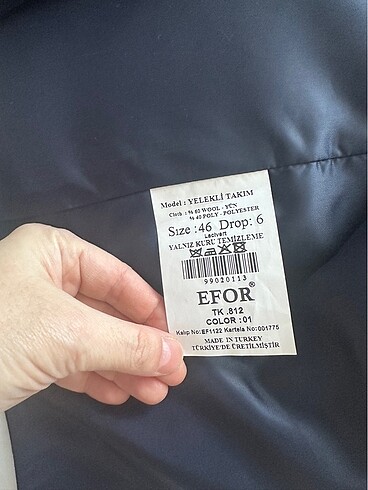 Model : YELEKLİ TAKIM
Cloth : % 60 WOOL - YÜN
% 40 POLY - POLYESTER
Size : 46 Drop: 6
Lacivert
YALNIZ KURU TEMİZLEME
99020113
EFOR®
TK .812
COLOR :01
Kalıp No:EF1122 Kartela No:001775
MADE IN TURKEY
TÜRKİYE'DE ÜRETİLMİŞTİR